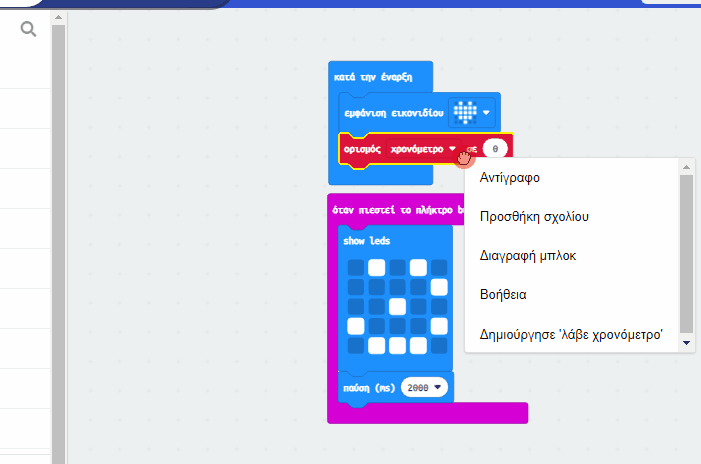 κατά την έναρξη
εμφάνιση εικονιδίου
ορισμός χρονόμετρο σε 0
Αντίγραφο
Προσθήκη σχολίου
Διαγραφή μπλοκ
Βοήθεια
Δημιούργησε 'λάβε χρονόμετρο'
όταν πιεστεί το πλήκτρο
show leds
παύση (ms) 2000